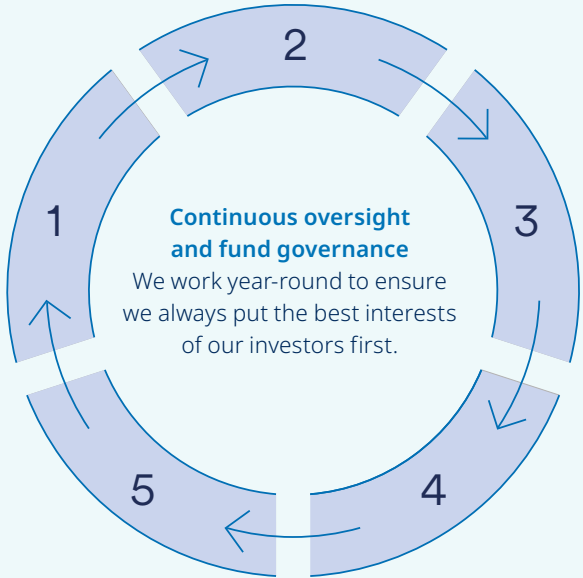 2
1
3
Continuous oversight
and fund governance
We work year-round to ensure
we always put the best interests
of our investors first.
5
4